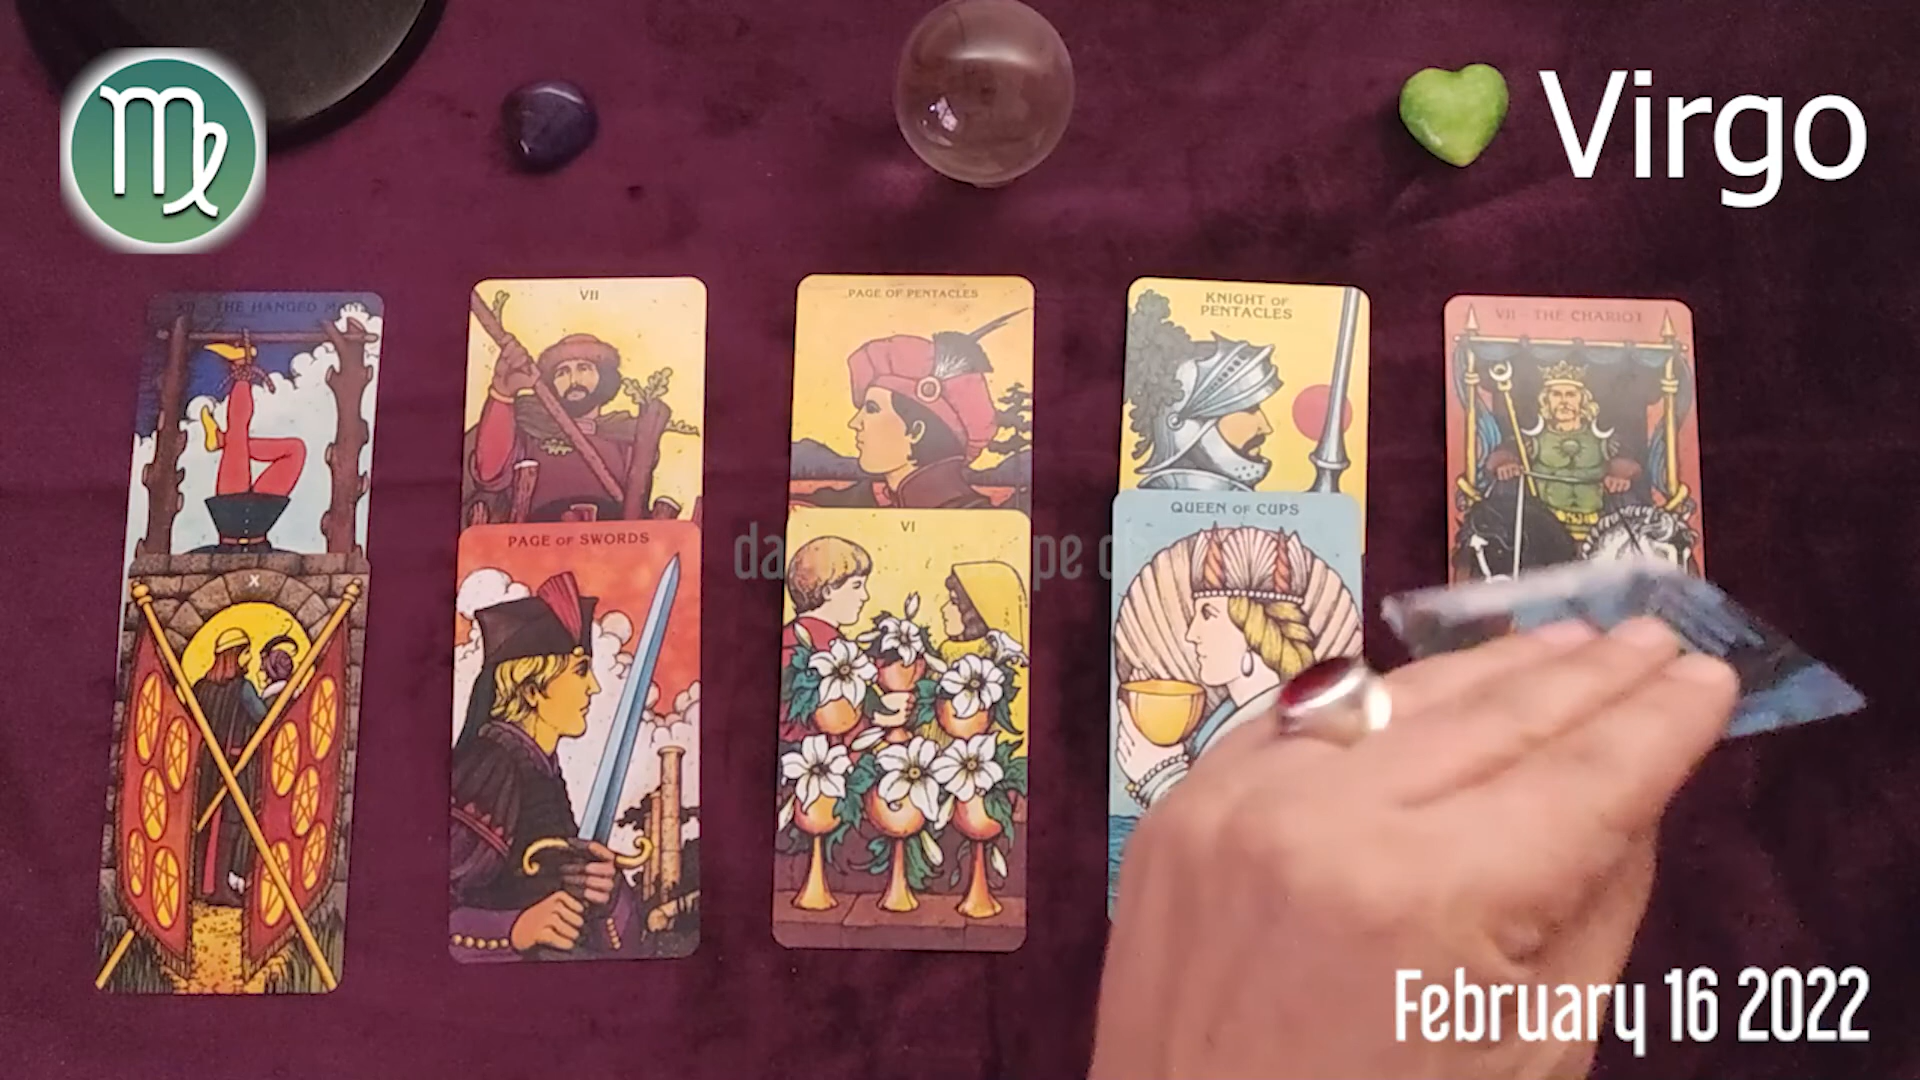 Virgo
XII - THE HANGED MAN
VII
PAGE OF PENTACLES
KNIGHT OF
PENTACLES
VII - THE CHARIOT
QUEEN OF CUPS
VI
PAGE OF SWORDS
X
February 16 2022